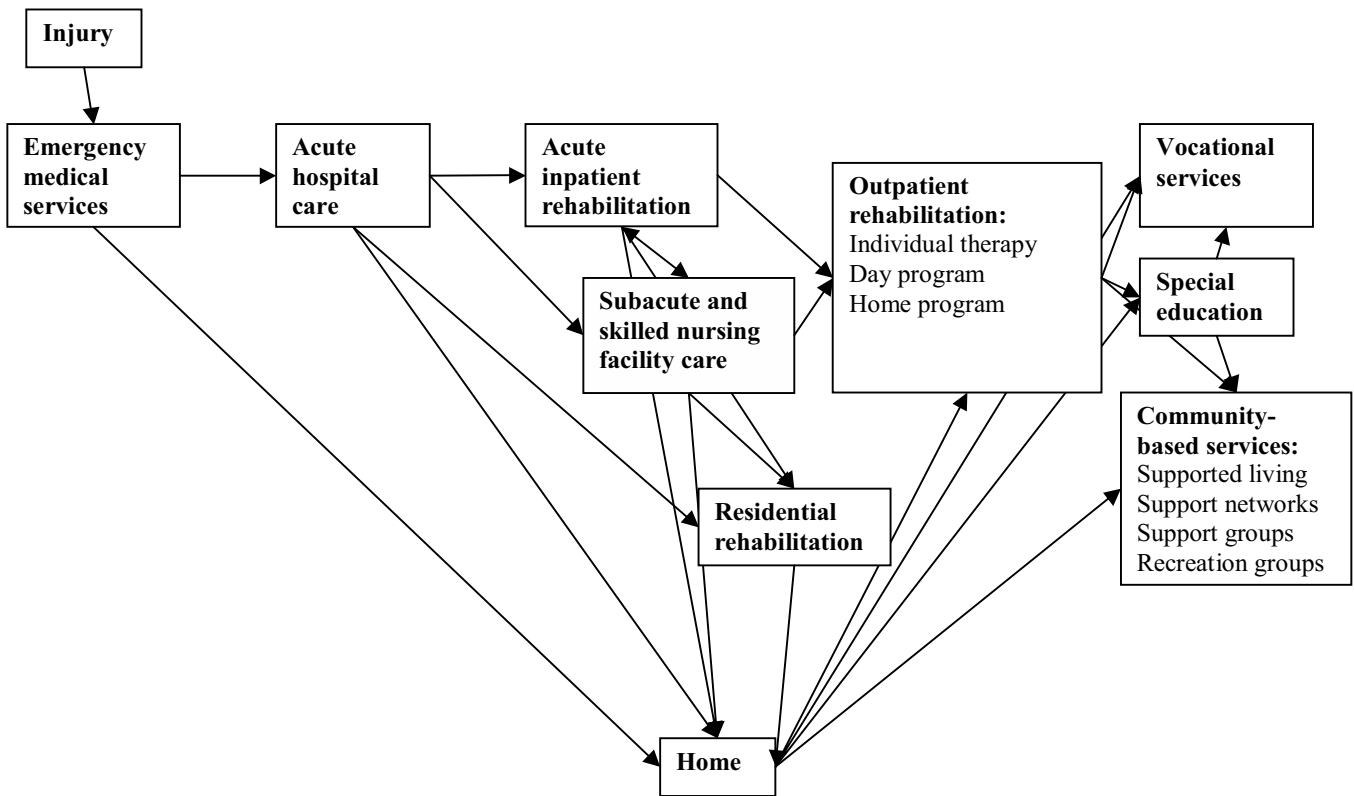 Injury
Emergency
medical
services
Acute
hospital
care
Acute
inpatient
rehabilitation
Subacute and
skilled nursing
facility care
Residential
rehabilitation
Home
Outpatient
rehabilitation:
Individual therapy
Day program
Home program
Vocational
services
Special
education
Community-
based services:
Supported living
Support networks
Support groups
Recreation groups